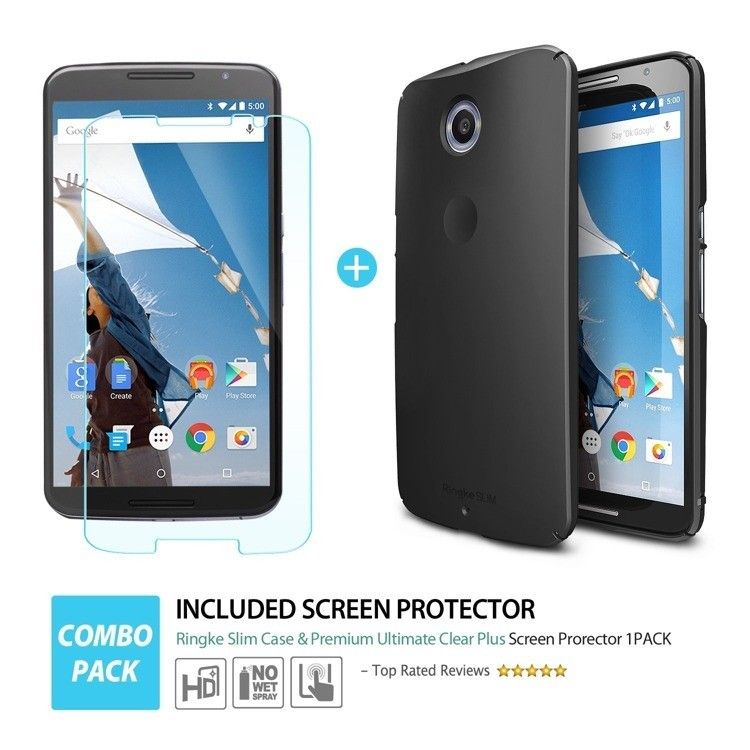 5:00
Google
Google
Create
Play
Play Store
5:00
Say "Ok Google
Play
Play Store
Ringke SLIM
COMBO
PACK
INCLUDED SCREEN PROTECTOR
Ringke Slim Case & Premium Ultimate Clear Plus Screen Prorector 1PACK
HD
NO
WET
SPRAY
– Top Rated Reviews